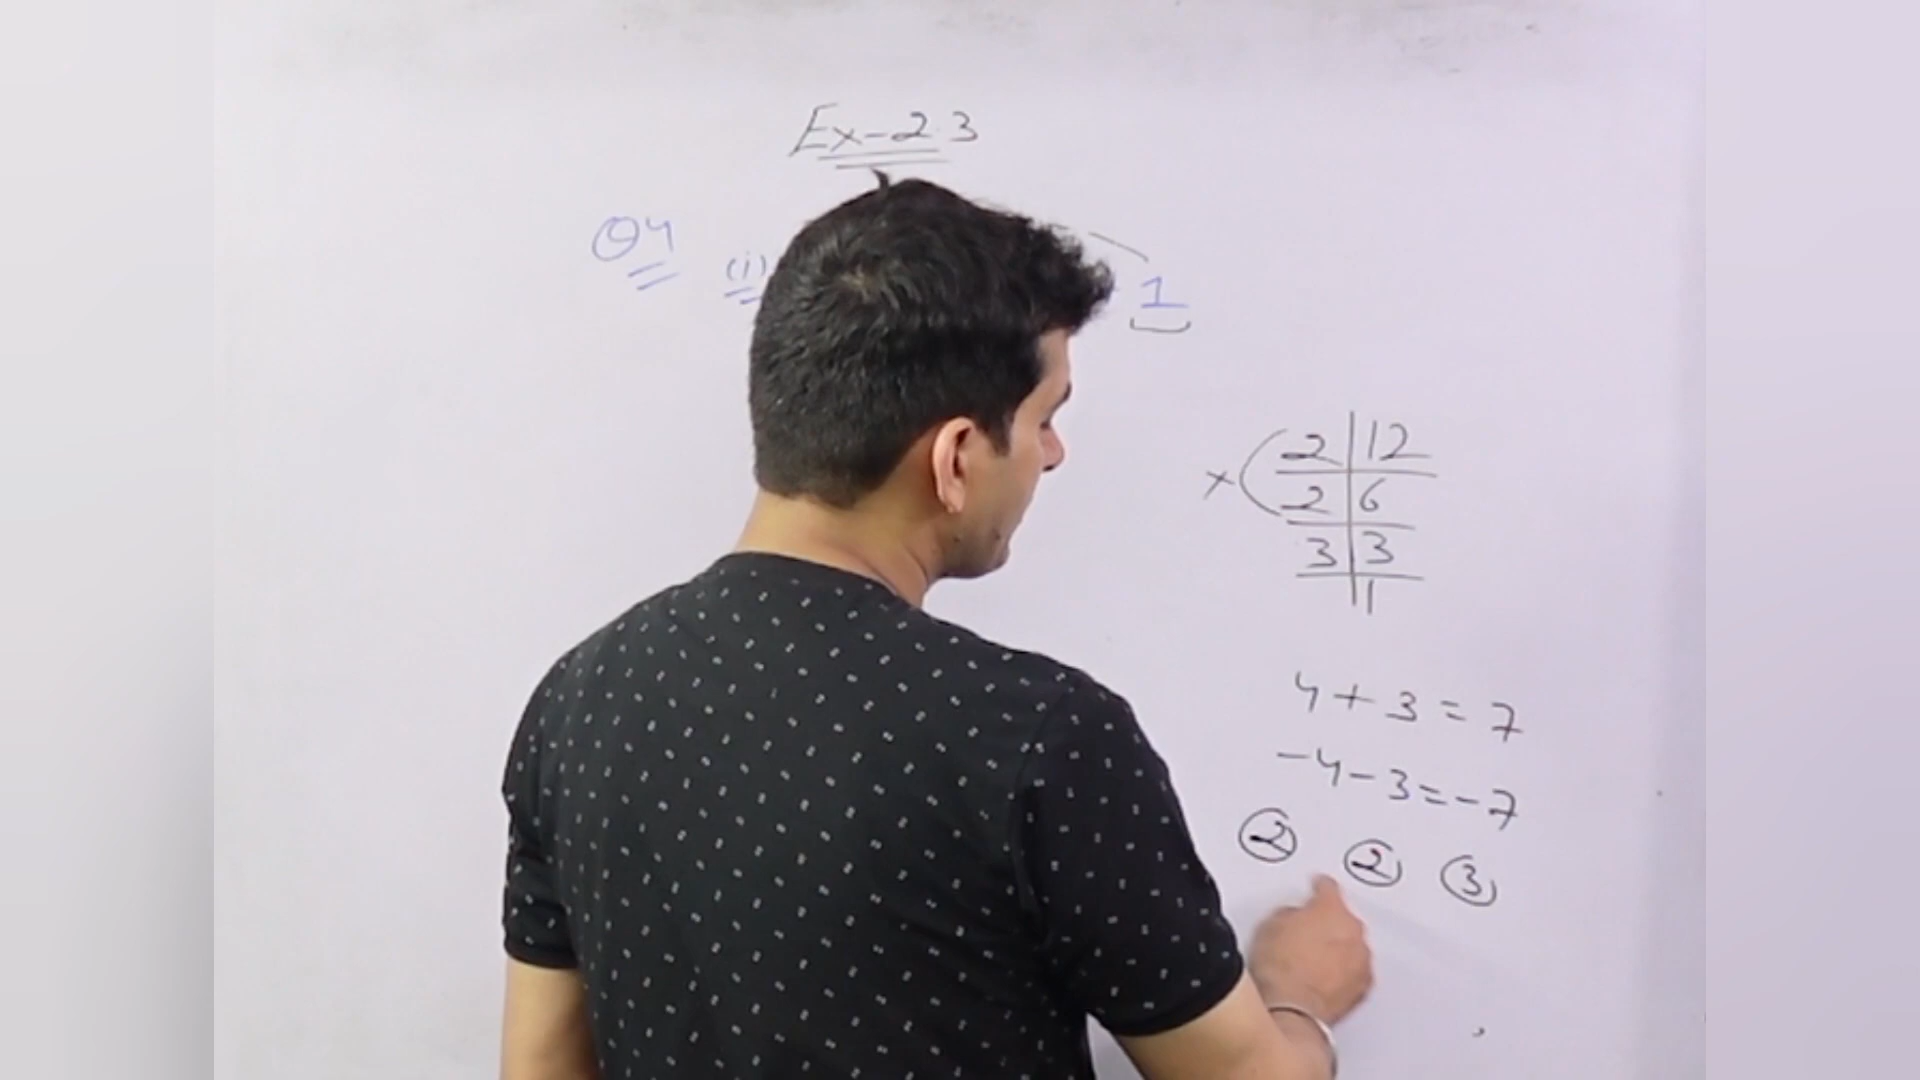 Ex-2.3
Q4 (i) 1
2 | 12
× ( 2 | 6
3 | 3
1
4 + 3 = 7
-4 - 3 = -7
2 2 3